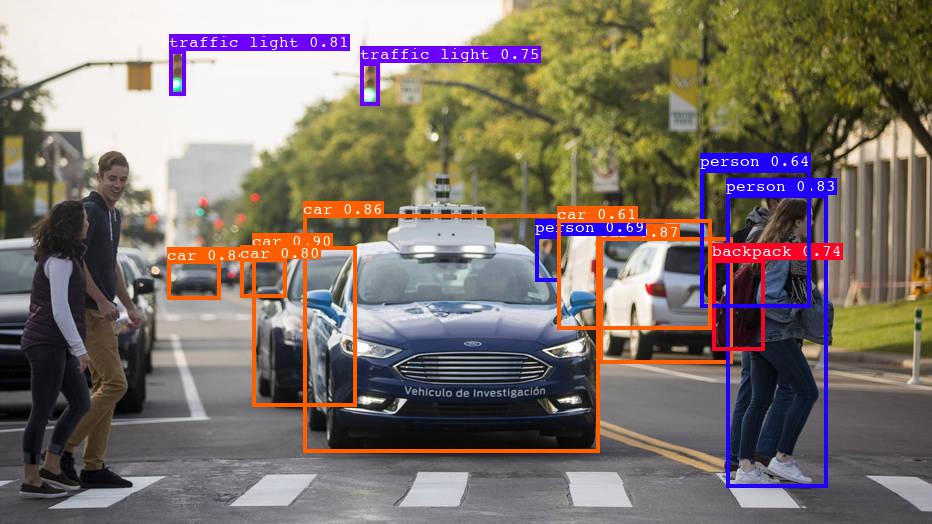 traffic light 0.81
traffic light 0.75
person 0.64
person 0.83
car 0.86
car 0.61
person 0.69
.87
car 0.90
car 0.8
car 0.80
backpack 0.74
Vehículo de Investigación